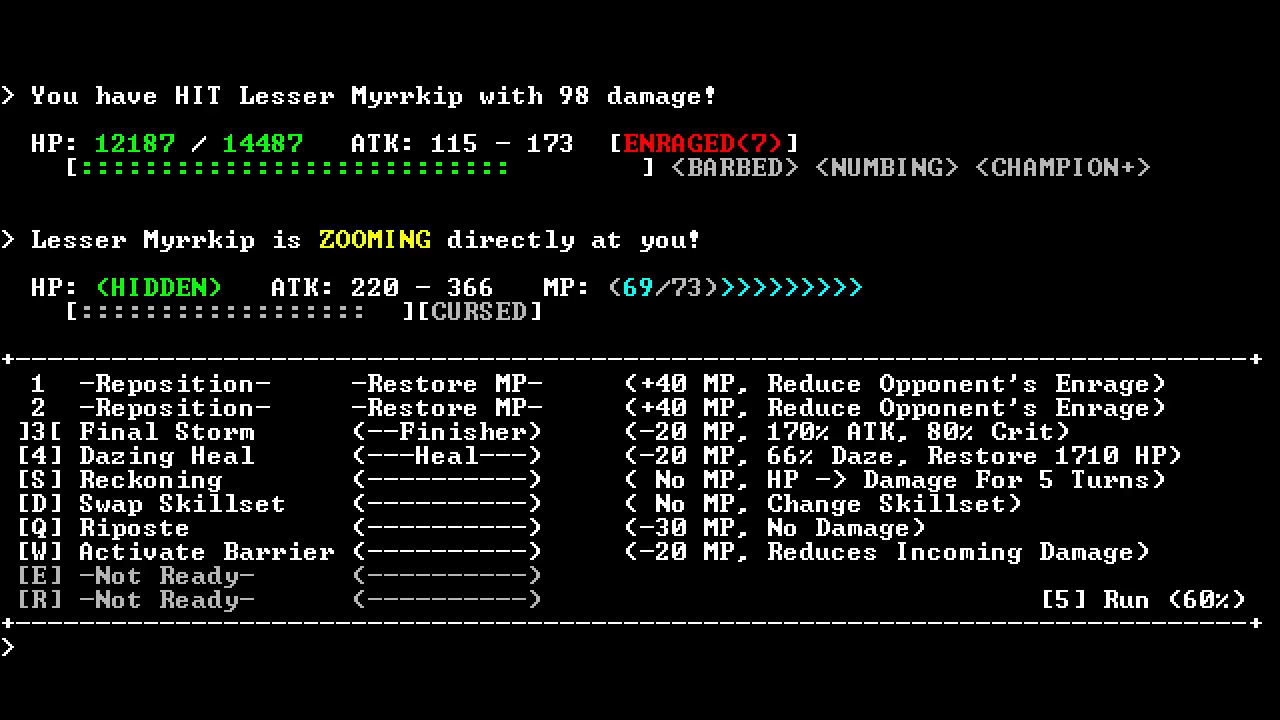 > You have HIT Lesser Myrrkip with 98 damage!
HP: 12187 / 14487 ATK: 115 - 173 [ENRAGED(7)]
[::::::::::::::::::::::::::: ] <BARBED> <NUMBING> <CHAMPION+>
> Lesser Myrrkip is ZOOMING directly at you!
HP: (HIDDEN) ATK: 220 - 366 MP: (69/73)>>>>>>>>>
[:::::::::::::::::: ][CURSED]
+------------------------------------------------------------------------------+
1 -Reposition- -Restore MP- (+40 MP, Reduce Opponent's Enrage)
2 -Reposition- -Restore MP- (+40 MP, Reduce Opponent's Enrage)
]3[ Final Storm (--Finisher) (-20 MP, 170% ATK, 80% Crit)
[4] Dazing Heal (---Heal---) (-20 MP, 66% Daze, Restore 1710 HP)
[S] Reckoning (----------) ( No MP, HP -> Damage For 5 Turns)
[D] Swap Skillset (----------) ( No MP, Change Skillset)
[Q] Riposte (----------) (-30 MP, No Damage)
[W] Activate Barrier (----------) (-20 MP, Reduces Incoming Damage)
[E] -Not Ready- (----------)
[R] -Not Ready- (----------) [5] Run (60%)
+------------------------------------------------------------------------------+
>